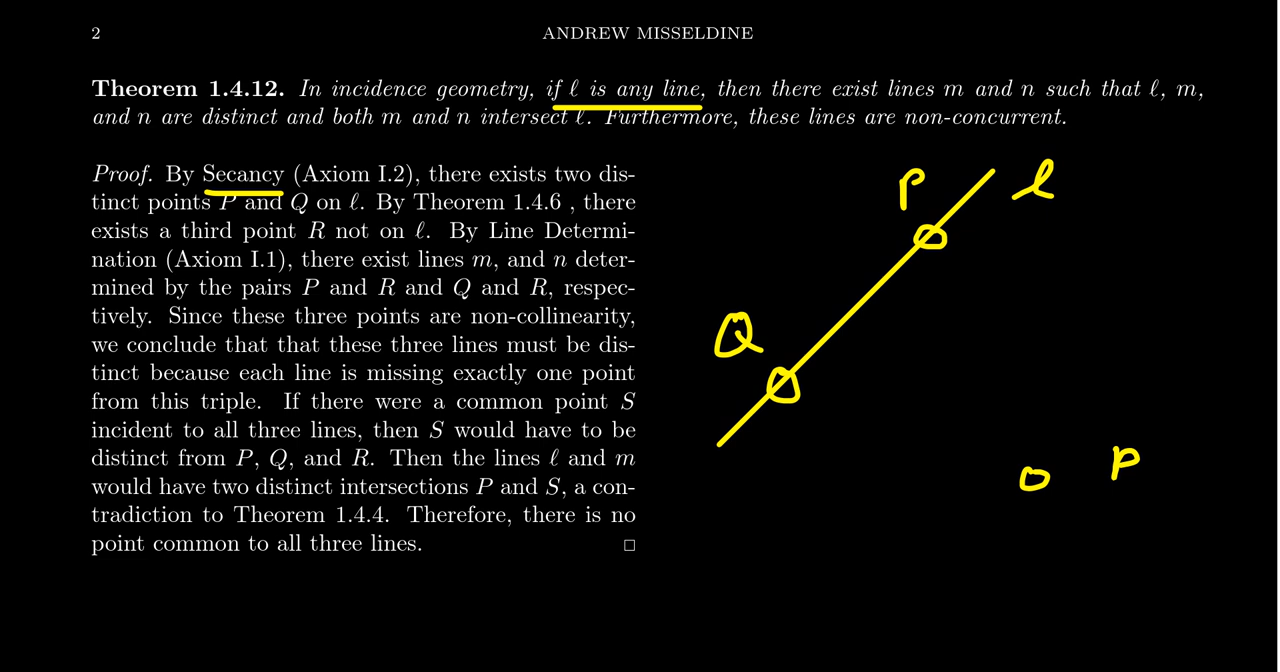 2
ANDREW MISSELDINE
Theorem 1.4.12. In incidence geometry, if ℓ is any line, then there exist lines m and n such that ℓ, m,
and n are distinct and both m and n intersect ℓ. Furthermore, these lines are non-concurrent.
Proof. By Secancy (Axiom I.2), there exists two dis-
tinct points P and Q on ℓ. By Theorem 1.4.6 , there
exists a third point R not on ℓ. By Line Determi-
nation (Axiom I.1), there exist lines m, and n deter-
mined by the pairs P and R and Q and R, respec-
tively. Since these three points are non-collinearity,
we conclude that that these three lines must be dis-
tinct because each line is missing exactly one point
from this triple. If there were a common point S
incident to all three lines, then S would have to be
distinct from P, Q, and R. Then the lines ℓ and m
would have two distinct intersections P and S, a con-
tradiction to Theorem 1.4.4. Therefore, there is no
point common to all three lines. □
P
ℓ
Q
P